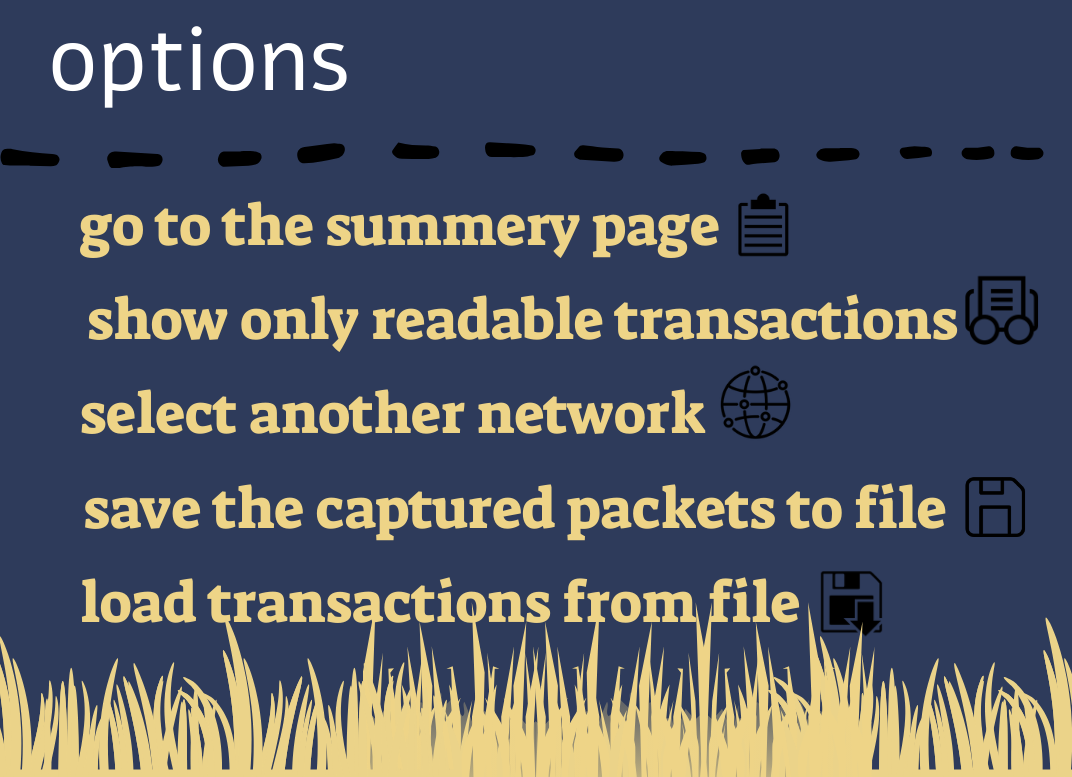 options
go to the summery page
show only readable transactions
select another network
save the captured packets to file
load transactions from file